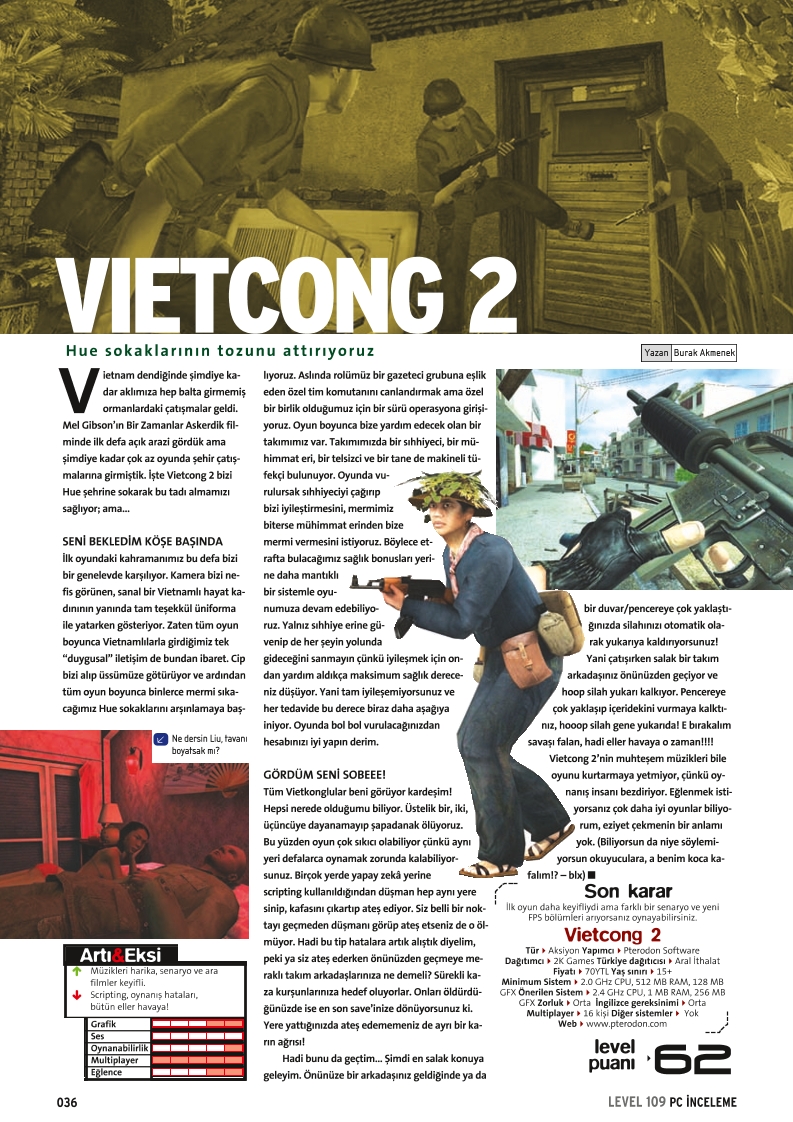 VIETCONG 2
Hue sokaklarının tozunu attırıyoruz
Yazan Burak Akmenek
Vietnam dendiğinde şimdiye ka-
dar aklımıza hep balta girmemiş
ormanlardaki çatışmalar geldi.
Mel Gibson’ın Bir Zamanlar Askerdik fil-
minde ilk defa açık arazi gördük ama
şimdiye kadar çok az oyunda şehir çatış-
malarına girmiştik. İşte Vietcong 2 bizi
Hue şehrine sokarak bu tadı almamızı
sağlıyor; ama...
SENİ BEKLEDİM KÖŞE BAŞINDA
İlk oyundaki kahramanımız bu defa bizi
bir genelevde karşılıyor. Kamera bizi ne-
fis görünen, sanal bir Vietnamlı hayat ka-
dınının yanında tam teşekkül üniforma
ile yatarken gösteriyor. Zaten tüm oyun
boyunca Vietnamlılarla girdiğimiz tek
“duygusal” iletişim de bundan ibaret. Cip
bizi alıp üssümüze götürüyor ve ardından
tüm oyun boyunca binlerce mermi sıka-
cağımız Hue sokaklarını arşınlamaya baş-
Ne dersin Liu, tavanı
boyatsak mı?
lıyoruz. Aslında rolümüz bir gazeteci grubuna eşlik
eden özel tim komutanını canlandırmak ama özel
bir birlik olduğumuz için bir sürü operasyona girişi-
yoruz. Oyun boyunca bize yardım edecek olan bir
takımımız var. Takımımızda bir sıhhiyeci, bir mü-
himmat eri, bir telsizci ve bir tane de makineli tü-
fekçi bulunuyor. Oyunda vu-
rulursak sıhhiyeciyi çağırıp
bizi iyileştirmesini, mermimiz
biterse mühimmat erinden bize
mermi vermesini istiyoruz. Böylece et-
rafta bulacağımız sağlık bonusları yeri-
ne daha mantıklı
bir sistemle oyu-
numuza devam edebiliyo-
ruz. Yalnız sıhhiye erine gü-
venip de her şeyin yolunda
gideceğini sanmayın çünkü iyileşmek için on-
dan yardım aldıkça maksimum sağlık derece-
niz düşüyor. Yani tam iyileşemiyorsunuz ve
her tedavide bu derece biraz daha aşağıya
iniyor. Oyunda bol bol vurulacağınızdan
hesabınızı iyi yapın derim.
GÖRDÜM SENİ SOBEEE!
Tüm Vietkonglular beni görüyor kardeşim!
Hepsi nerede olduğumu biliyor. Üstelik bir, iki,
üçüncüye dayanamayıp şapadanak ölüyoruz.
Bu yüzden oyun çok sıkıcı olabiliyor çünkü aynı
yeri defalarca oynamak zorunda kalabiliyor-
sunuz. Birçok yerde yapay zekâ yerine
scripting kullanıldığından düşman hep aynı yere
sinip, kafasını çıkartıp ateş ediyor. Siz belli bir nok-
tayı geçmeden düşmanı görüp ateş etseniz de o öl-
müyor. Hadi bu tip hatalara artık alıştık diyelim,
peki ya siz ateş ederken önünüzden geçmeye me-
raklı takım arkadaşlarınıza ne demeli? Sürekli ka-
za kurşunlarınıza hedef oluyorlar. Onları öldürdü-
ğünüzde ise en son save’inize dönüyorsunuz ki.
Yere yattığınızda ateş edememeniz de ayrı bir ka-
rın ağrısı!
Hadi bunu da geçtim... Şimdi en salak konuya
geleyim. Önünüze bir arkadaşınız geldiğinde ya da
bir duvar/pencereye çok yaklaştı-
ğınızda silahınızı otomatik ola-
rak yukarıya kaldırıyorsunuz!
Yani çatışırken salak bir takım
arkadaşınız önünüzden geçiyor ve
hoop silah yukarı kalkıyor. Pencereye
çok yaklaşıp içeridekini vurmaya kalktı-
nız, hooop silah gene yukarıda! E bırakalım
savaşı falan, hadi eller havaya o zaman!!!!
Vietcong 2’nin muhteşem müzikleri bile
oyunu kurtarmaya yetmiyor, çünkü oy-
nanış insanı bezdiriyor. Eğlenmek isti-
yorsanız çok daha iyi oyunlar biliyo-
rum, eziyet çekmenin bir anlamı
yok. (Biliyorsun da niye söylemi-
yorsun okuyuculara, a benim koca ka-
falım!? – blx) ■
Son karar
İlk oyun daha keyifliydi ama farklı bir senaryo ve yeni
FPS bölümleri arıyorsanız oynayabilirsiniz.
Vietcong 2
Tür Aksiyon Yapımcı Pterodon Software
Dağıtımcı 2K Games Türkiye dağıtıcısı Aral İthalat
Fiyatı 70YTL Yaş sınırı 15+
Minimum Sistem 2.0 GHz CPU, 512 MB RAM, 128 MB
GFX Önerilen Sistem 2.4 GHz CPU, 1 MB RAM, 256 MB
GFX Zorluk Orta İngilizce gereksinimi Orta
Multiplayer 16 kişi Diğer sistemler Yok
Web www.pterodon.com
level
puanı 62
Artı&Eksi
Müzikleri harika, senaryo ve ara
filmler keyifli.
Scripting, oynanış hataları,
bütün eller havaya!
Grafik
Ses
Oynanabilirlik
Multiplayer
Eğlence
036
LEVEL 109 PC İNCELEME